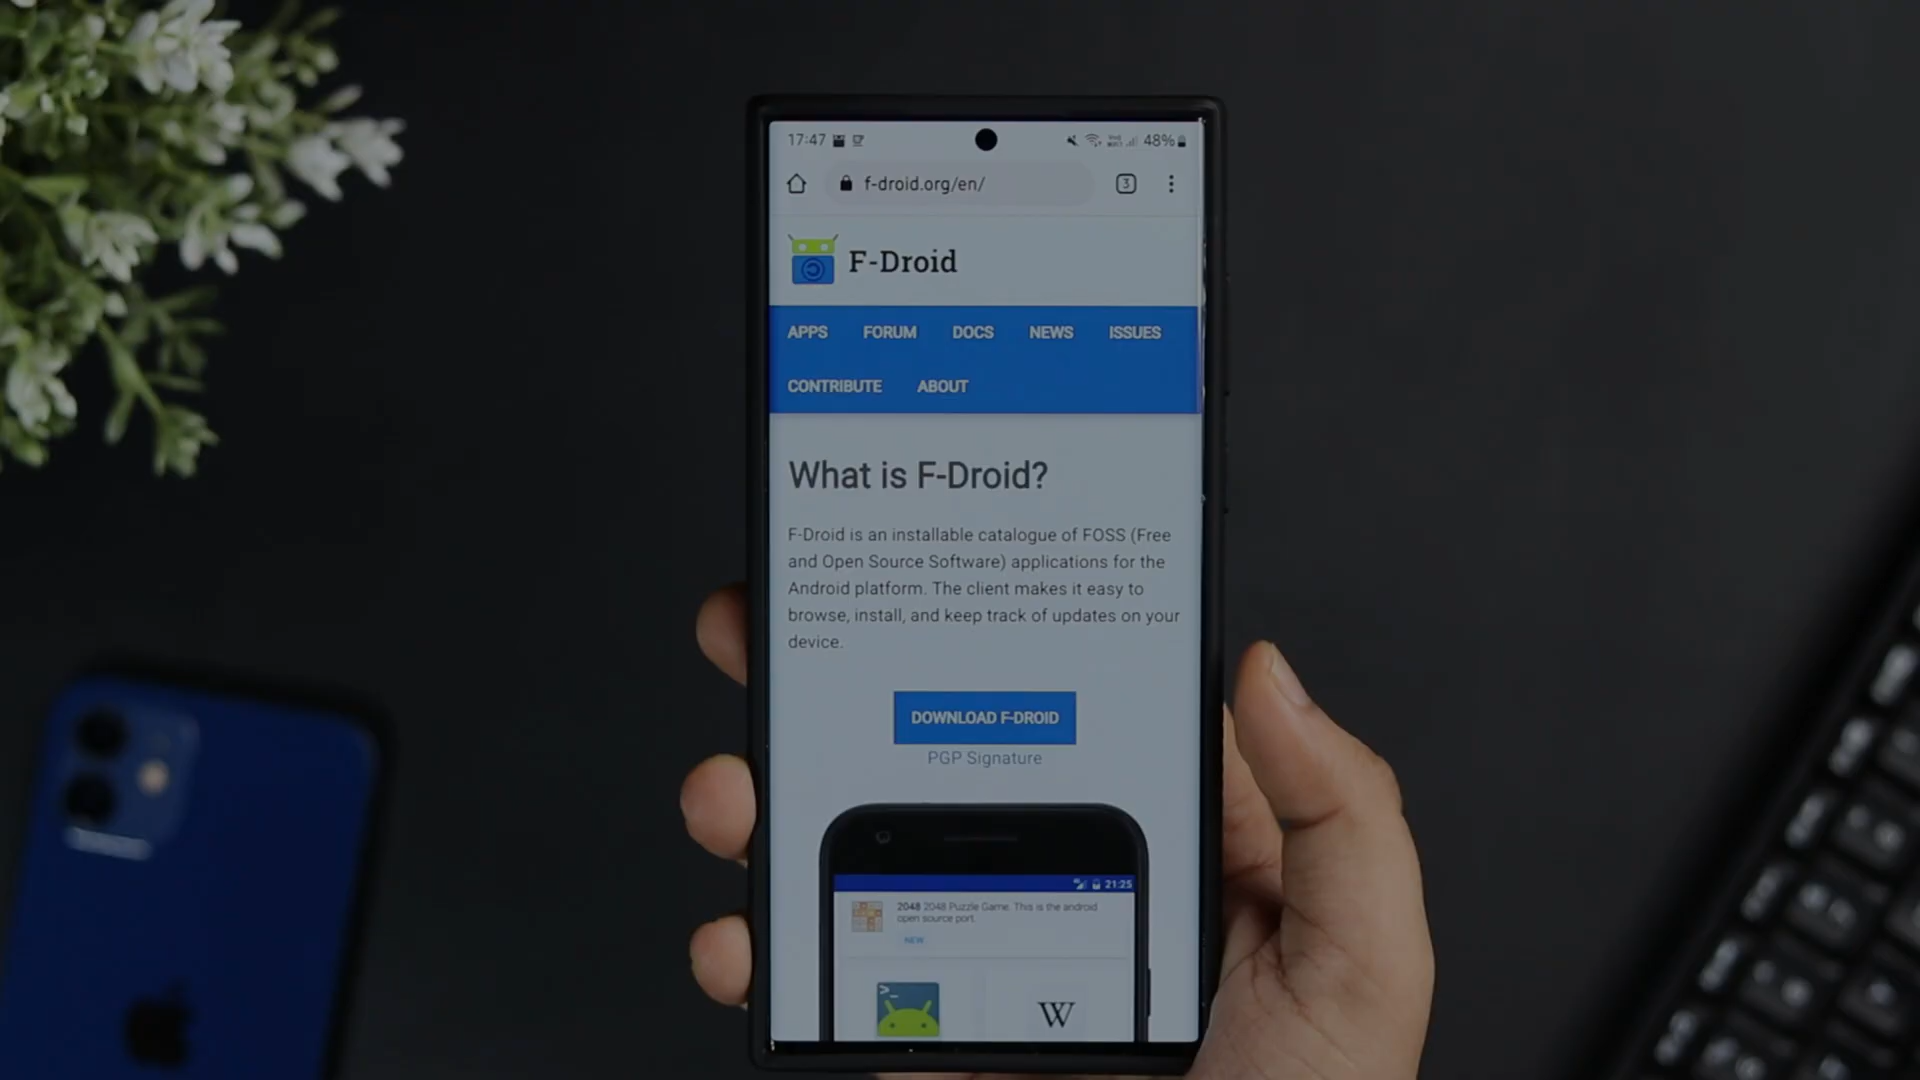 17:47 48%
f-droid.org/en/ 3
F-Droid
APPS FORUM DOCS NEWS ISSUES
CONTRIBUTE ABOUT
What is F-Droid?
F-Droid is an installable catalogue of FOSS (Free
and Open Source Software) applications for the
Android platform. The client makes it easy to
browse, install, and keep track of updates on your
device.
DOWNLOAD F-DROID
PGP Signature
21:25
2048 2048 Puzzle Game. This is the android
open source port.
NEW
>_
W